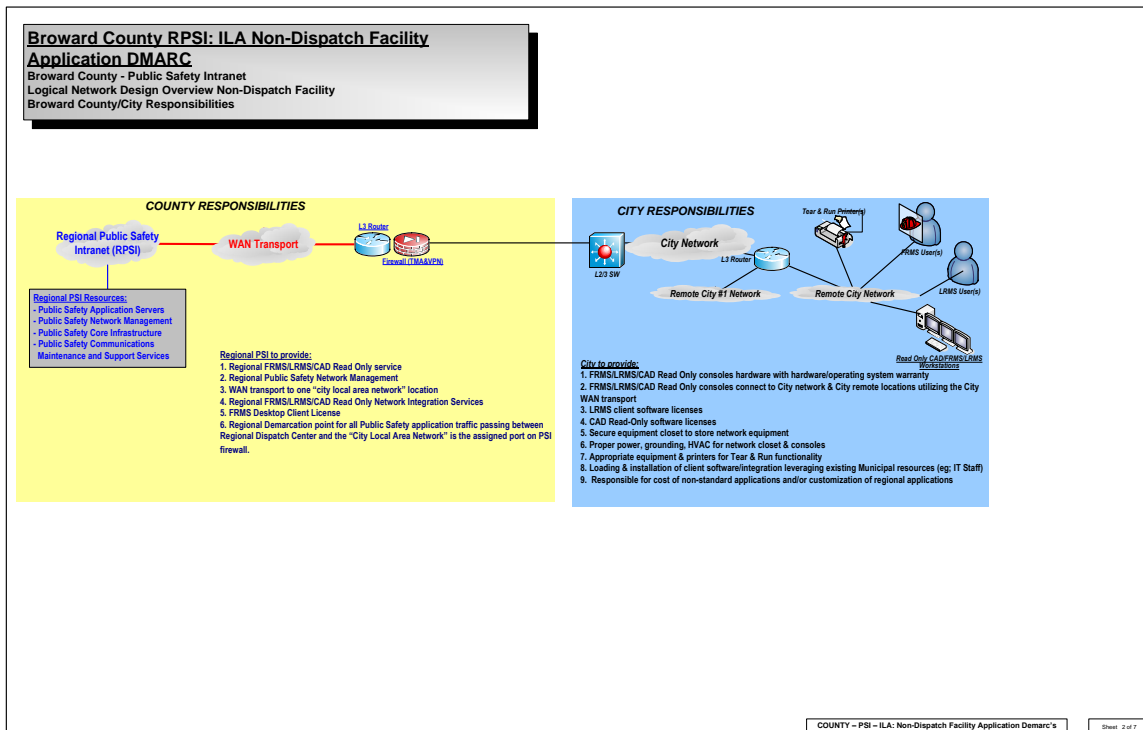 Broward County RPSI: ILA Non-Dispatch Facility
Application DMARC
Broward County - Public Safety Intranet
Logical Network Design Overview Non-Dispatch Facility
Broward County/City Responsibilities
COUNTY RESPONSIBILITIES
Regional Public Safety
Intranet (RPSI)
WAN Transport
L3 Router
Firewall (TMA&VPN)
Regional PSI Resources:
- Public Safety Application Servers
- Public Safety Network Management
- Public Safety Core Infrastructure
- Public Safety Communications
Maintenance and Support Services
Regional PSI to provide:
1. Regional FRMS/LRMS/CAD Read Only service
2. Regional Public Safety Network Management
3. WAN transport to one "city local area network" location
4. Regional FRMS/LRMS/CAD Read Only Network Integration Services
5. FRMS Desktop Client License
6. Regional Demarcation point for all Public Safety application traffic passing between
Regional Dispatch Center and the "City Local Area Network" is the assigned port on PSI
firewall.
CITY RESPONSIBILITIES
Tear & Run Printer(s)
City Network
L3 Router
L2/3 SW
FRMS User(s)
Remote City #1 Network
Remote City Network
LRMS User(s)
Read Only CAD/FRMS/LRMS
Workstations
City to provide:
1. FRMS/LRMS/CAD Read Only consoles hardware with hardware/operating system warranty
2. FRMS/LRMS/CAD Read Only consoles connect to City network & City remote locations utilizing the City
WAN transport
3. LRMS client software licenses
4. CAD Read-Only software licenses
5. Secure equipment closet to store network equipment
6. Proper power, grounding, HVAC for network closet & consoles
7. Appropriate equipment & printers for Tear & Run functionality
8. Loading & installation of client software/integration leveraging existing Municipal resources (eg; IT Staff)
9. Responsible for cost of non-standard applications and/or customization of regional applications
COUNTY – PSI – ILA: Non-Dispatch Facility Application Demarc's
Sheet 2 of 7